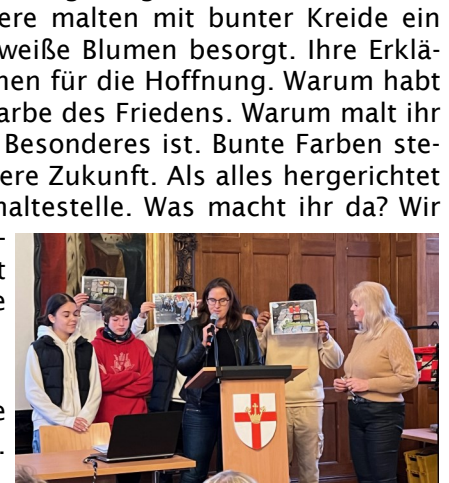 ere malten mit bunter Kreide ein
weiße Blumen besorgt. Ihre Erklä-
nen für die Hoffnung. Warum habt
arbe des Friedens. Warum malt ihr
Besonderes ist. Bunte Farben ste-
ere Zukunft. Als alles hergerichtet
haltestelle. Was macht ihr da? Wir
-
t
e
e
.